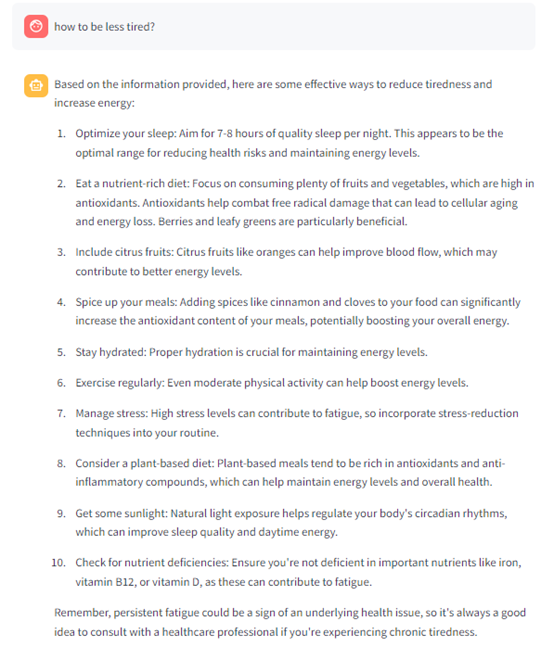 how to be less tired?
Based on the information provided, here are some effective ways to reduce tiredness and
increase energy:
1. Optimize your sleep: Aim for 7-8 hours of quality sleep per night. This appears to be the
optimal range for reducing health risks and maintaining energy levels.
2. Eat a nutrient-rich diet: Focus on consuming plenty of fruits and vegetables, which are high in
antioxidants. Antioxidants help combat free radical damage that can lead to cellular aging
and energy loss. Berries and leafy greens are particularly beneficial.
3. Include citrus fruits: Citrus fruits like oranges can help improve blood flow, which may
contribute to better energy levels.
4. Spice up your meals: Adding spices like cinnamon and cloves to your food can significantly
increase the antioxidant content of your meals, potentially boosting your overall energy.
5. Stay hydrated: Proper hydration is crucial for maintaining energy levels.
6. Exercise regularly: Even moderate physical activity can help boost energy levels.
7. Manage stress: High stress levels can contribute to fatigue, so incorporate stress-reduction
techniques into your routine.
8. Consider a plant-based diet: Plant-based meals tend to be rich in antioxidants and anti-
inflammatory compounds, which can help maintain energy levels and overall health.
9. Get some sunlight: Natural light exposure helps regulate your body's circadian rhythms,
which can improve sleep quality and daytime energy.
10. Check for nutrient deficiencies: Ensure you're not deficient in important nutrients like iron,
vitamin B12, or vitamin D, as these can contribute to fatigue.
Remember, persistent fatigue could be a sign of an underlying health issue, so it's always a good
idea to consult with a healthcare professional if you're experiencing chronic tiredness.